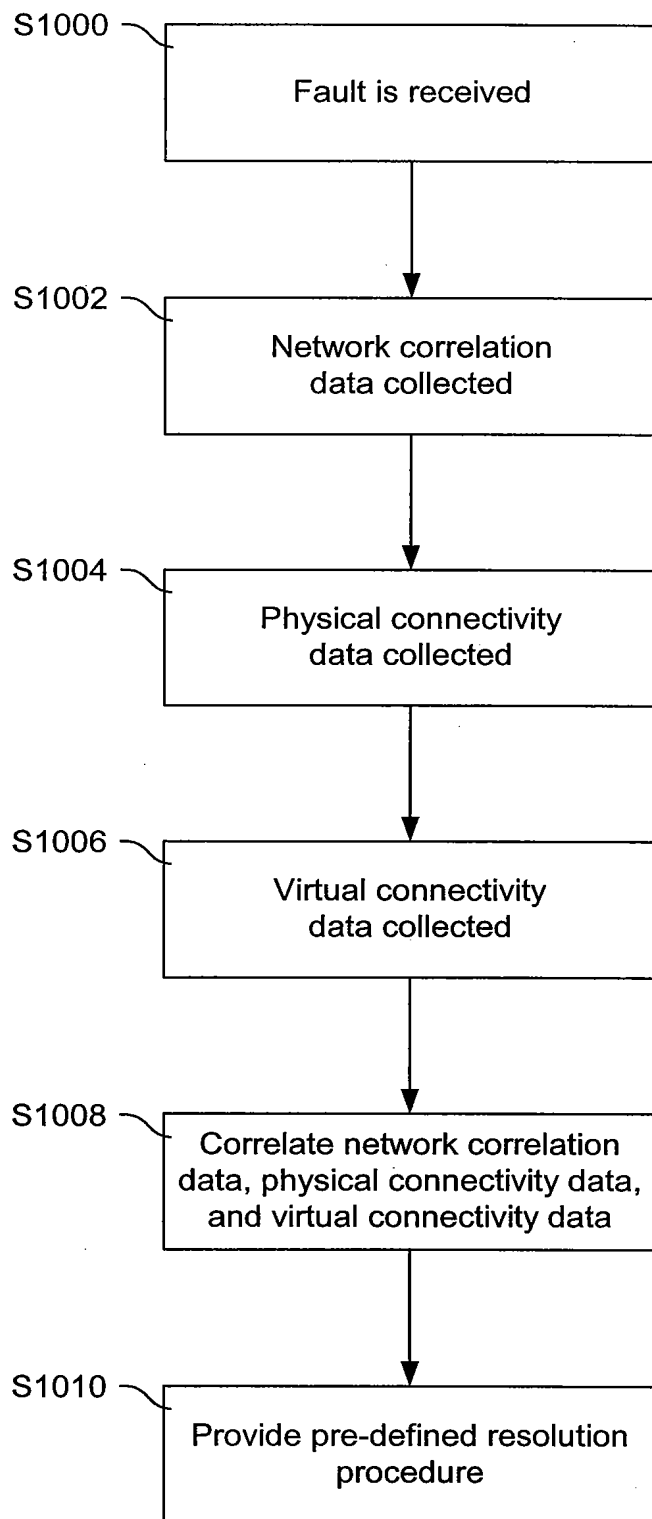 S1000
Fault is received
S1002
Network correlation
data collected
S1004
Physical connectivity
data collected
S1006
Virtual connectivity
data collected
S1008
Correlate network correlation
data, physical connectivity data,
and virtual connectivity data
S1010
Provide pre-defined resolution
procedure